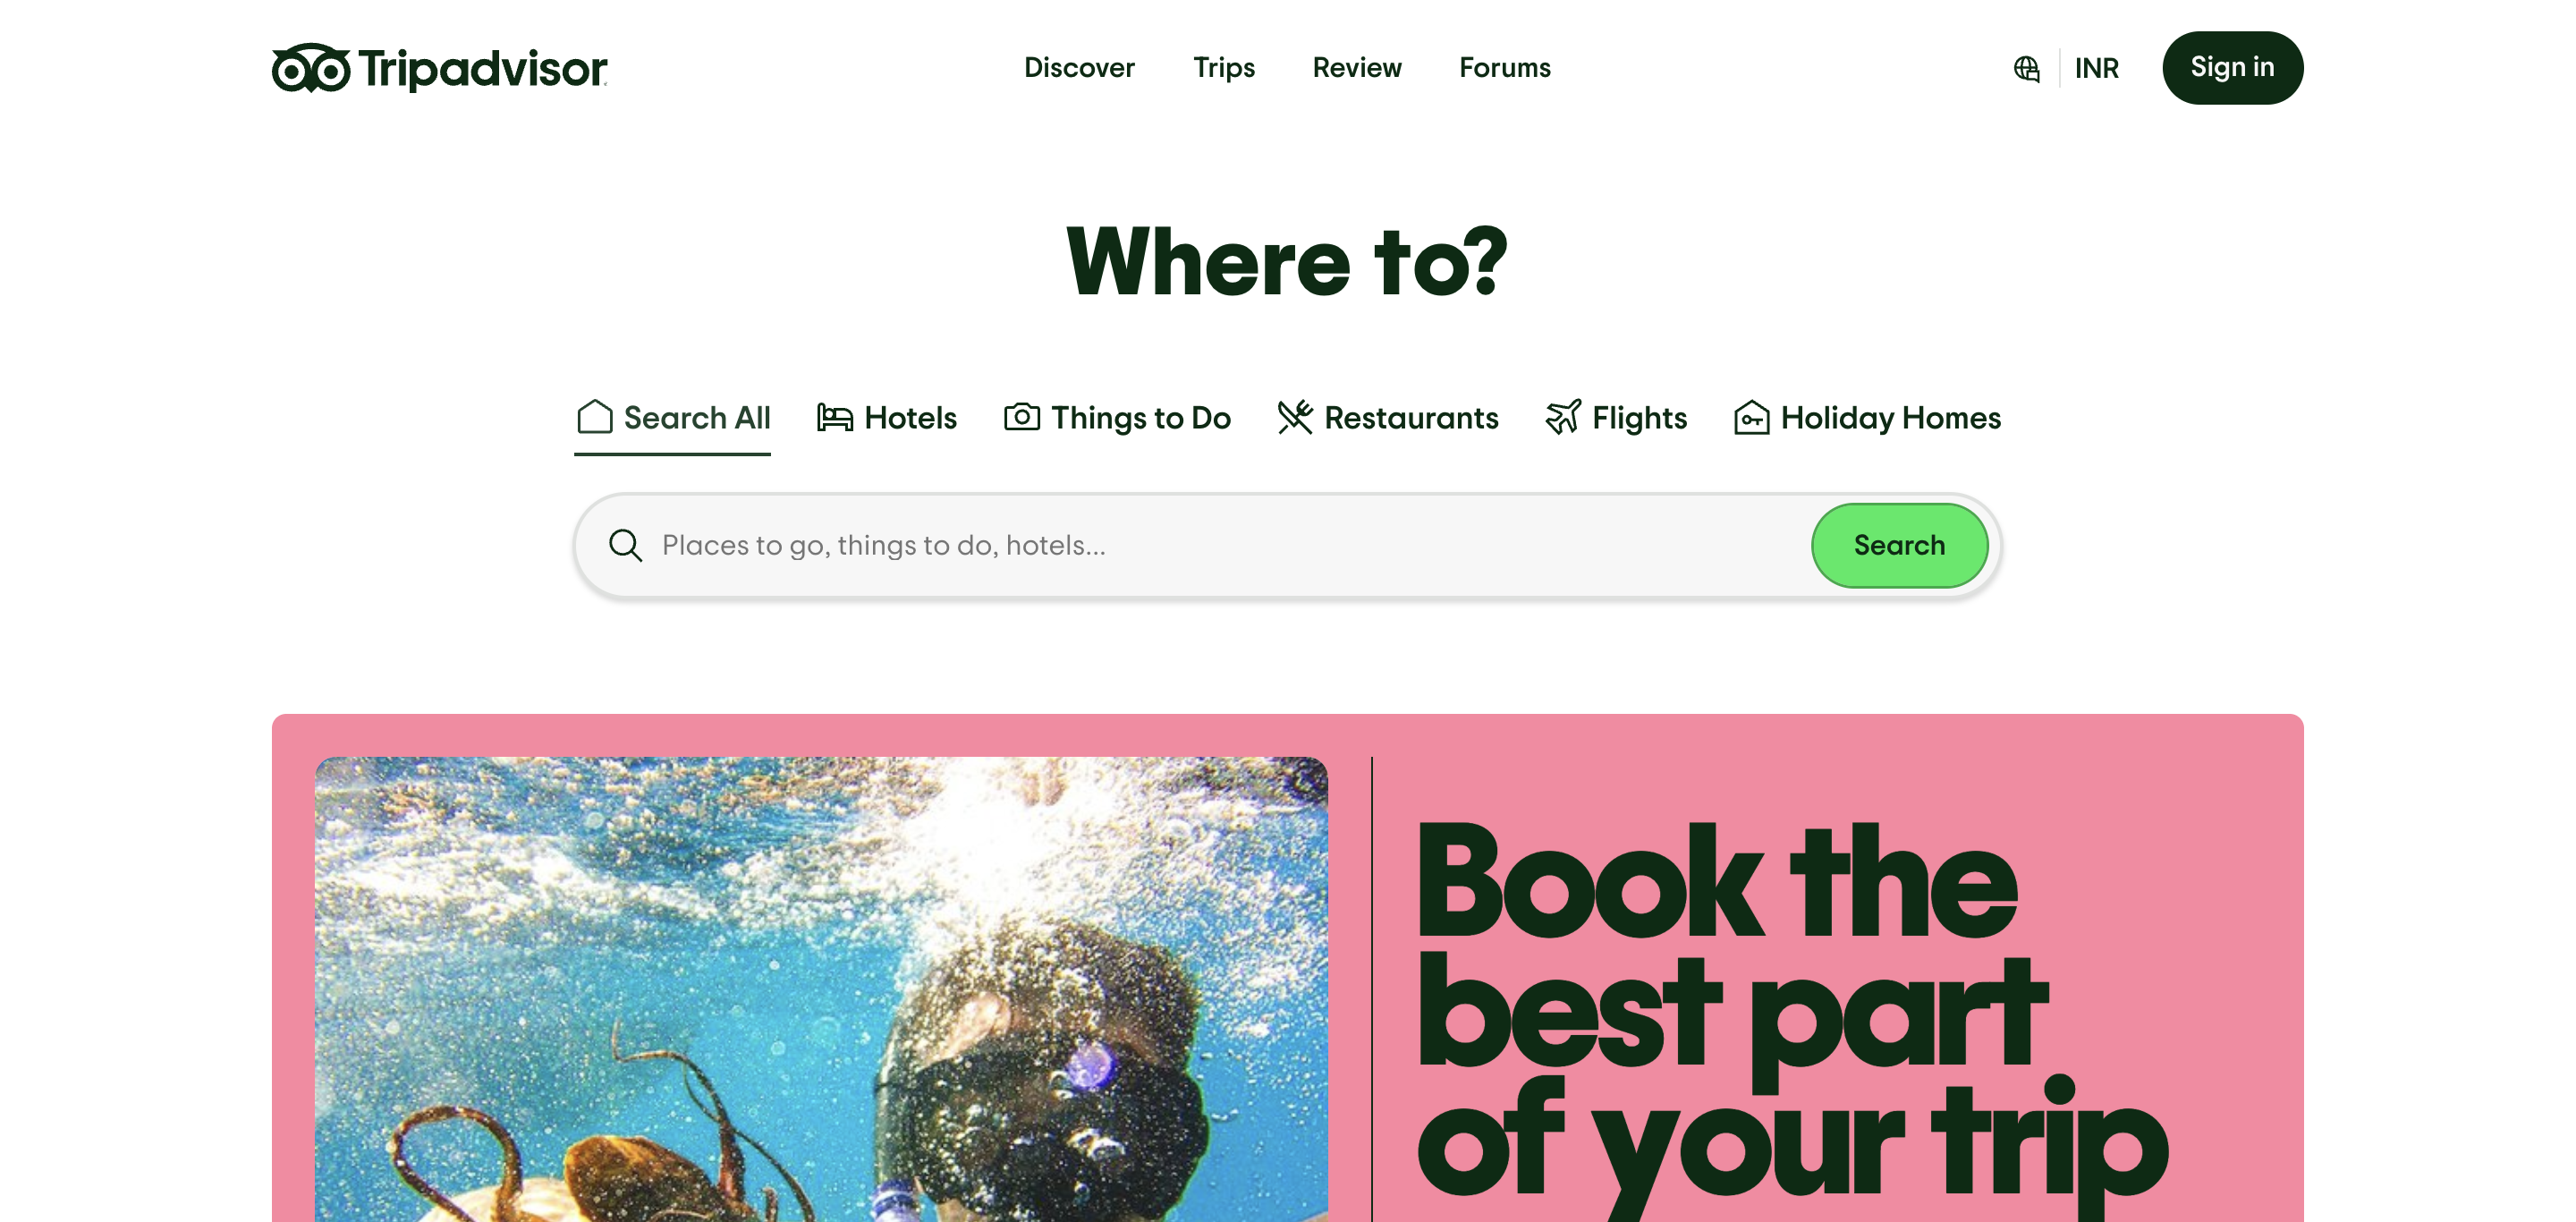 Tripadvisor
Discover Trips Review Forums
INR
Sign in
Where to?
Search All Hotels Things to Do Restaurants Flights Holiday Homes
Places to go, things to do, hotels...
Search
Book the
best part
of your trip